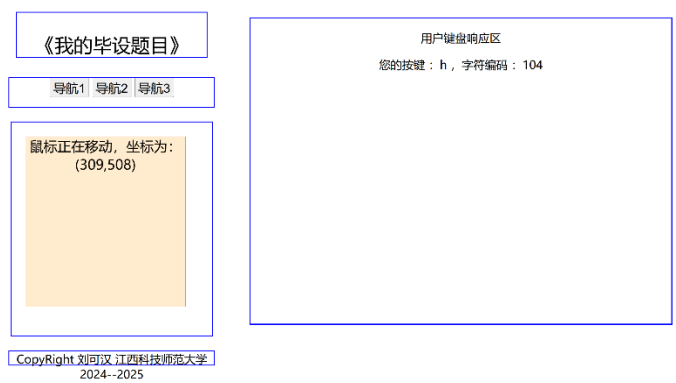 《我的毕设题目》
导航1 导航2 导航3
鼠标正在移动，坐标为：
(309,508)
CopyRight 刘可汉 江西科技师范大学
2024--2025
用户键盘响应区
您的按键 ： h ， 字符编码 ： 104